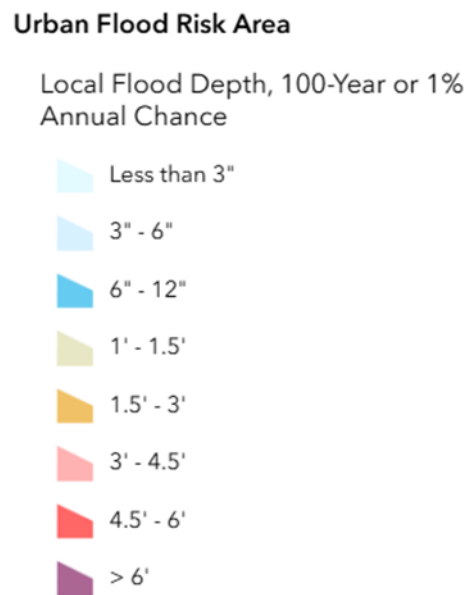 Urban Flood Risk Area
Local Flood Depth, 100-Year or 1%
Annual Chance
Less than 3"
3" - 6"
6" - 12"
1' - 1.5'
1.5' - 3'
3' - 4.5'
4.5' - 6'
> 6'